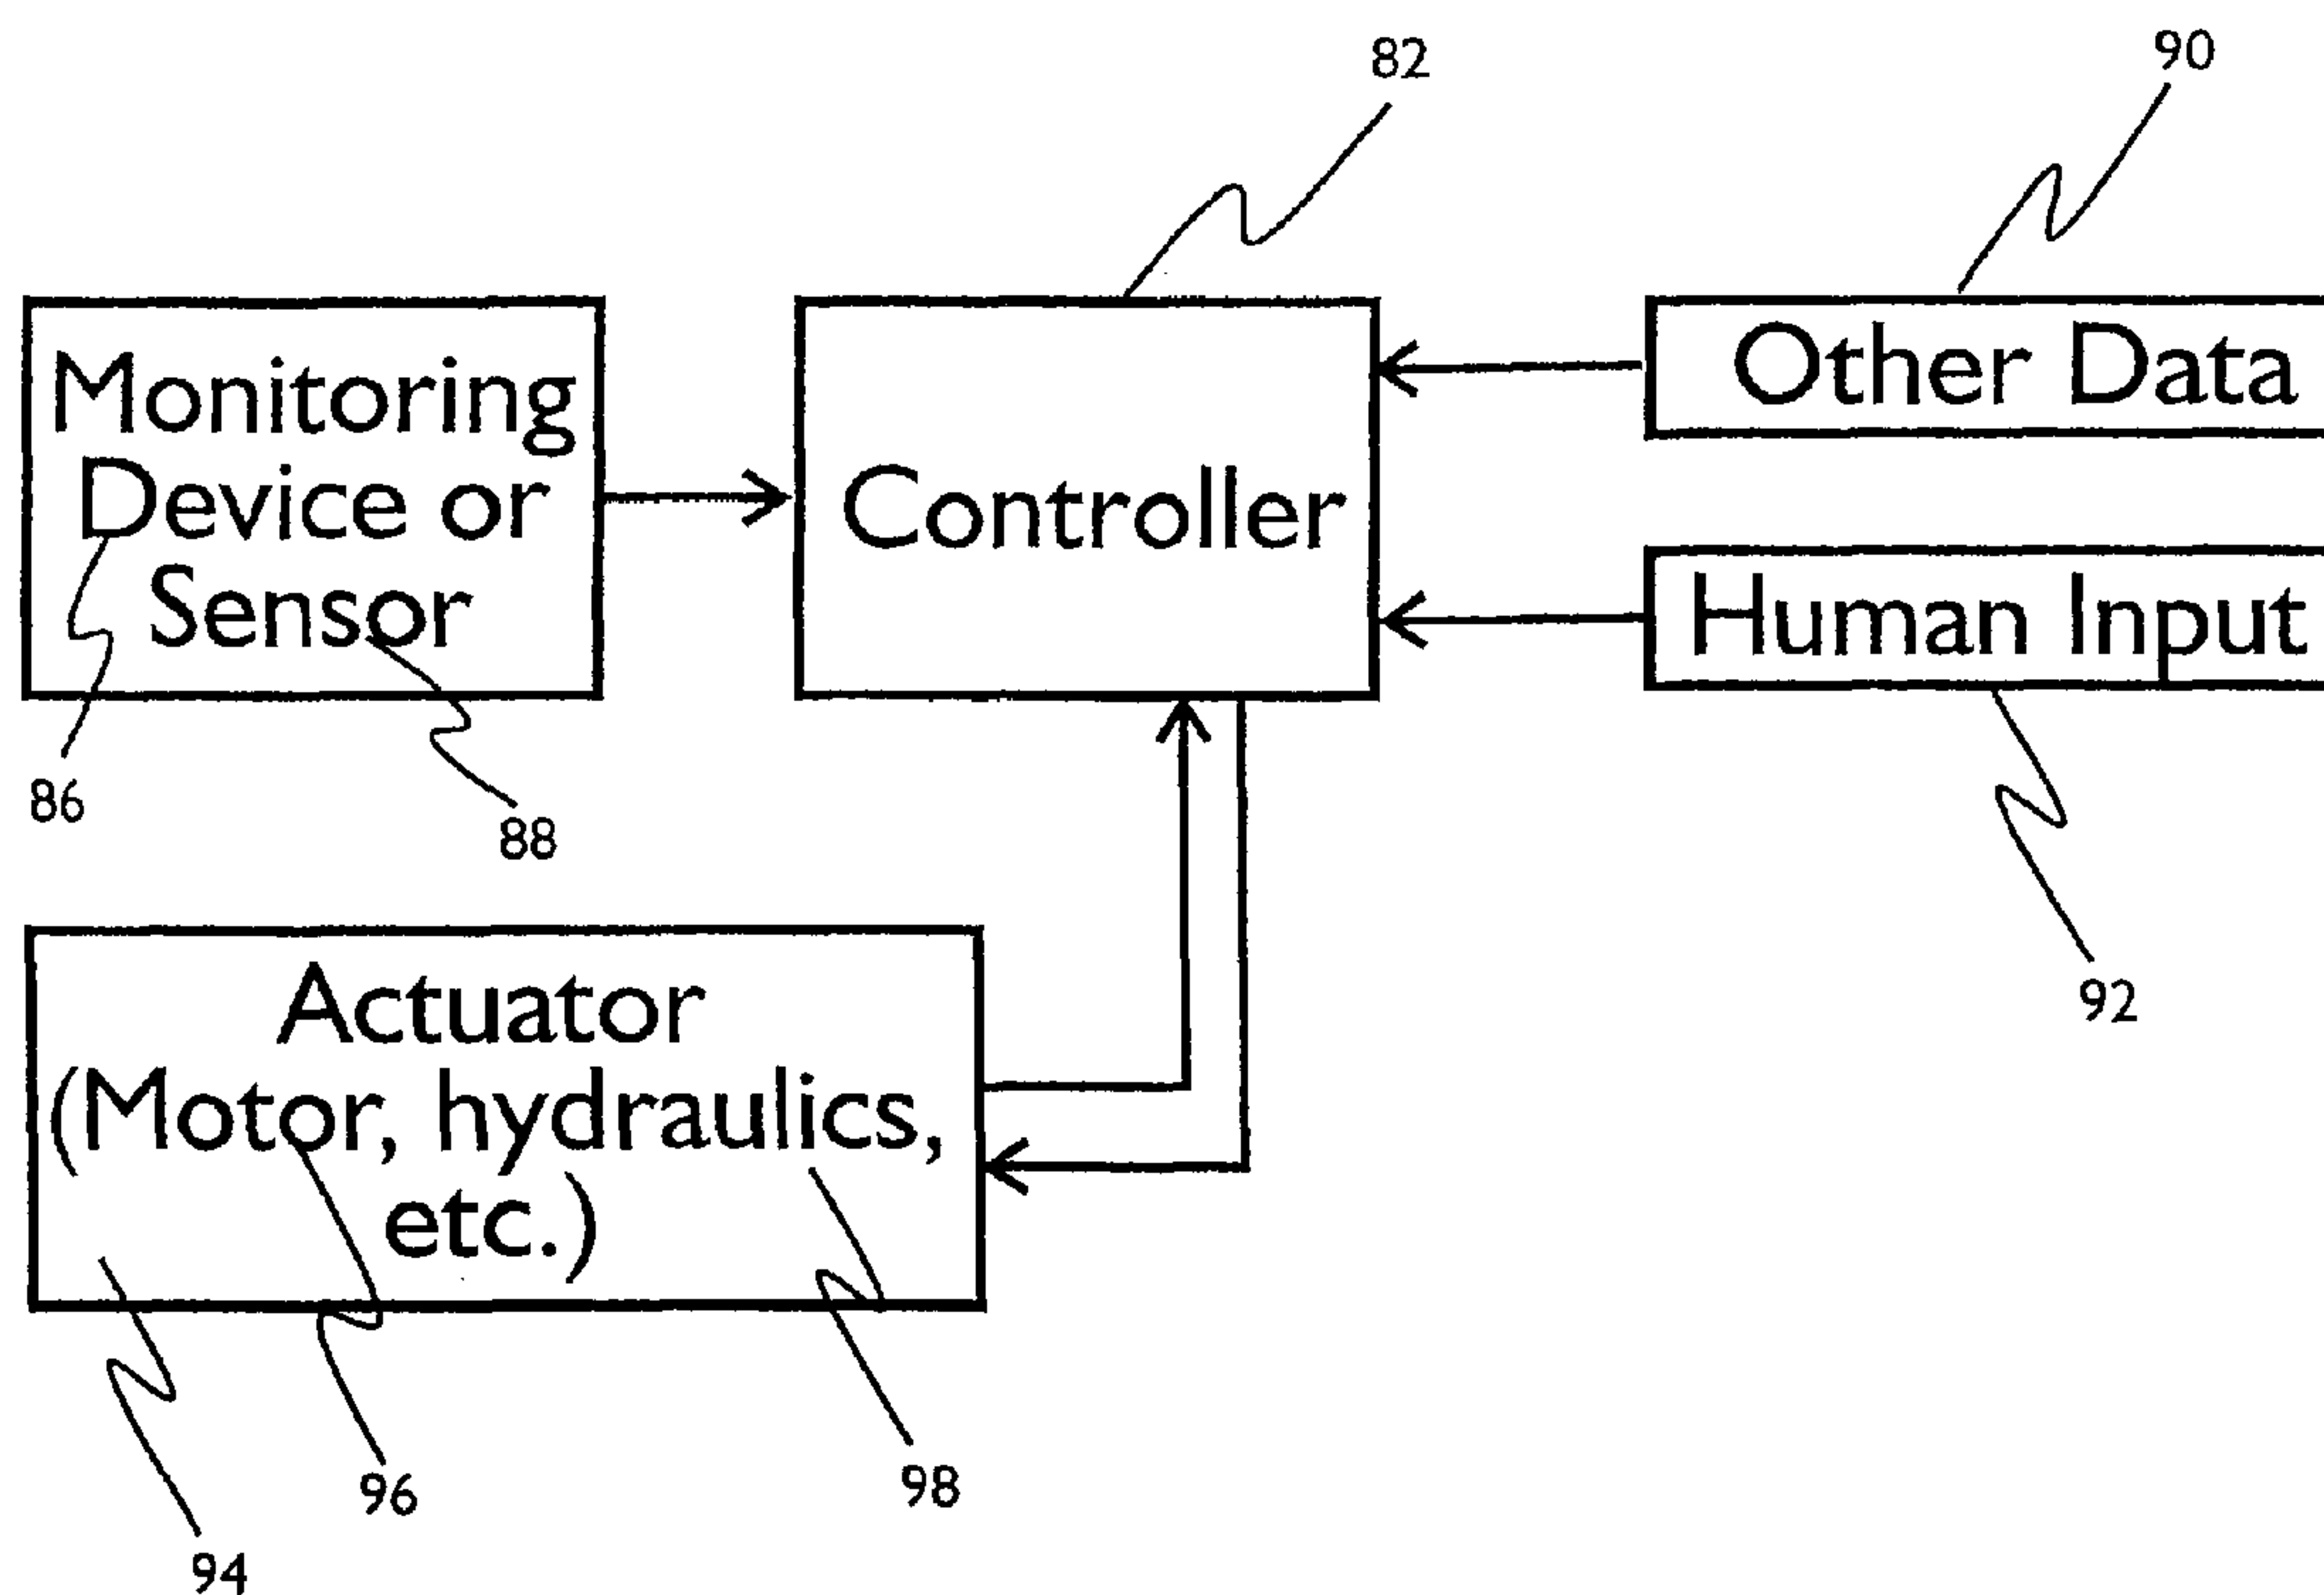 82
90
Monitoring
Device or
Sensor
Controller
Other Data
Human Input
86
88
92
Actuator
(Motor, hydraulics,
etc.)
96
98
94